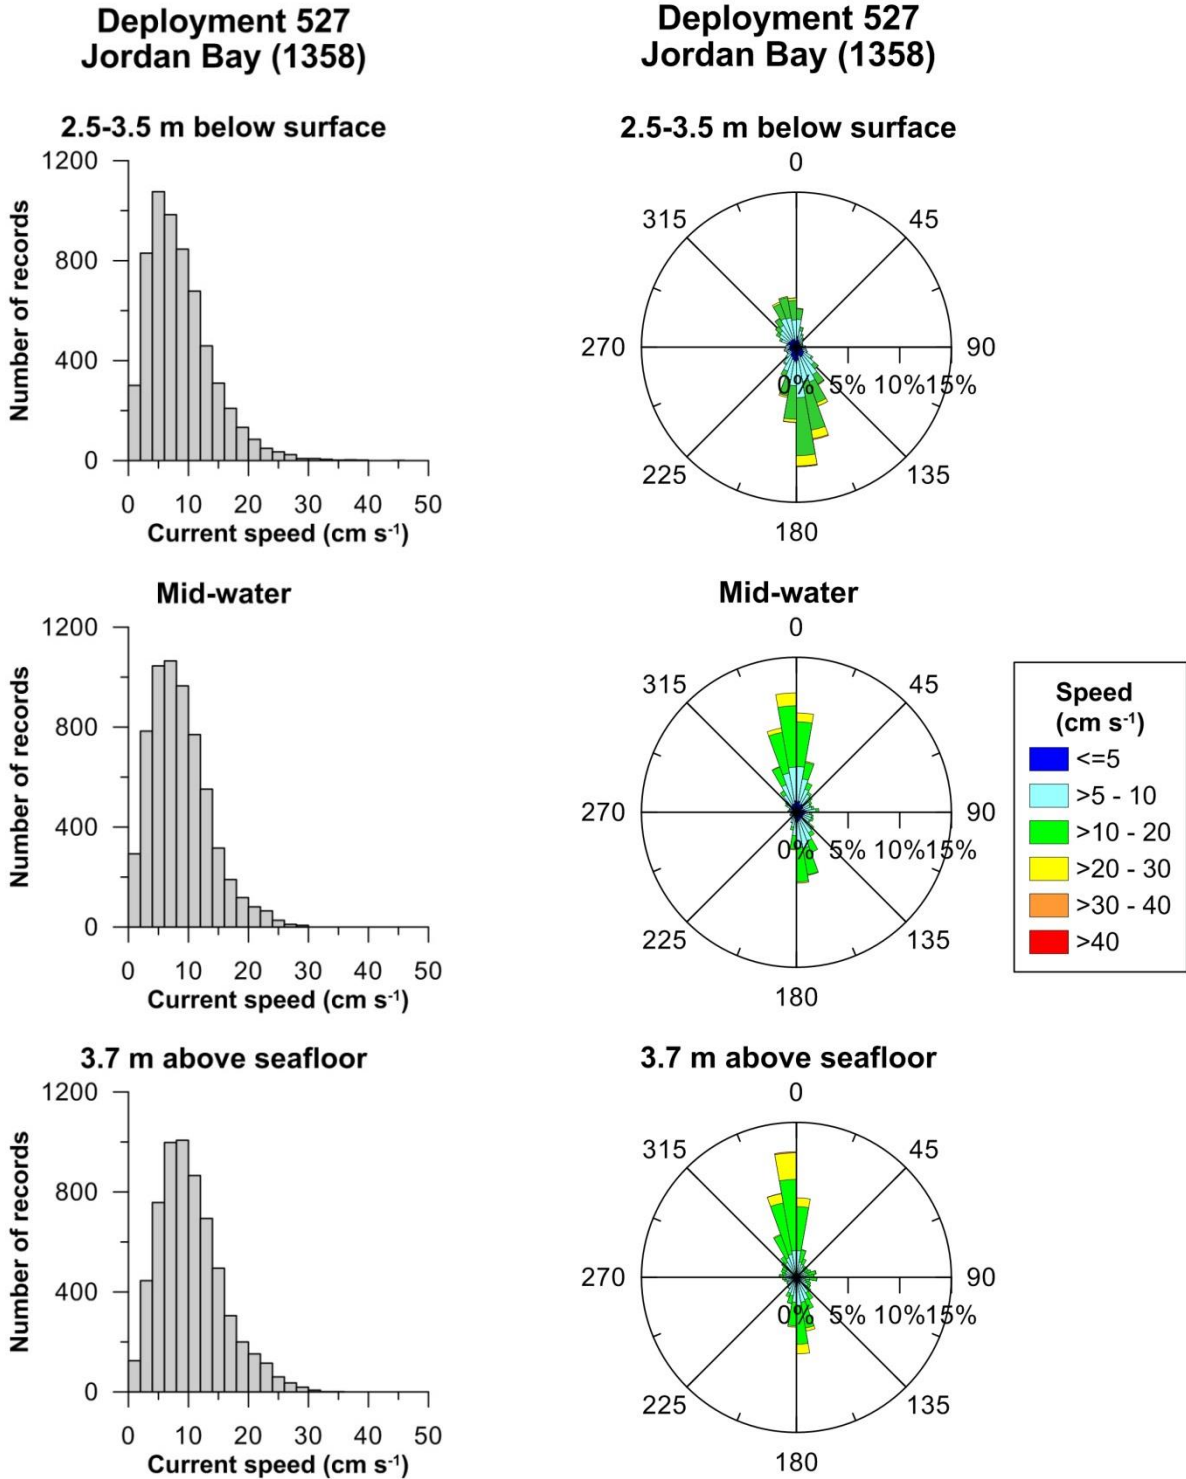 Deployment 527
Jordan Bay (1358)
Deployment 527
Jordan Bay (1358)
2.5-3.5 m below surface
1200
800
400
0
Number of records
0 10 20 30 40 50
Current speed (cm s⁻¹)
2.5-3.5 m below surface
0
315 45
270 90
0% 5% 10% 15%
225 135
180
Mid-water
1200
800
400
0
Number of records
0 10 20 30 40 50
Current speed (cm s⁻¹)
Mid-water
0
315 45
270 90
0% 5% 10% 15%
225 135
180
Speed
(cm s⁻¹)
<=5
>5 - 10
>10 - 20
>20 - 30
>30 - 40
>40
3.7 m above seafloor
1200
800
400
0
Number of records
0 10 20 30 40 50
Current speed (cm s⁻¹)
3.7 m above seafloor
0
315 45
270 90
0% 5% 10% 15%
225 135
180